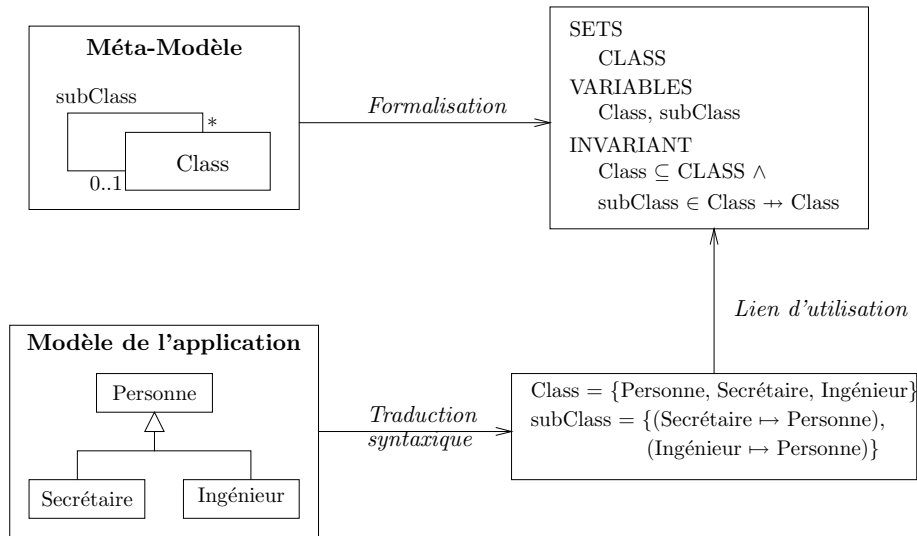 Méta-Modèle
subClass
*
Class
0..1
Formalisation
SETS
CLASS
VARIABLES
Class, subClass
INVARIANT
Class ⊆ CLASS ∧
subClass ∈ Class ⇸ Class
Lien d'utilisation
Modèle de l'application
Personne
Secrétaire
Ingénieur
Traduction
syntaxique
Class = {Personne, Secrétaire, Ingénieur}
subClass = {(Secrétaire ↦ Personne),
(Ingénieur ↦ Personne)}